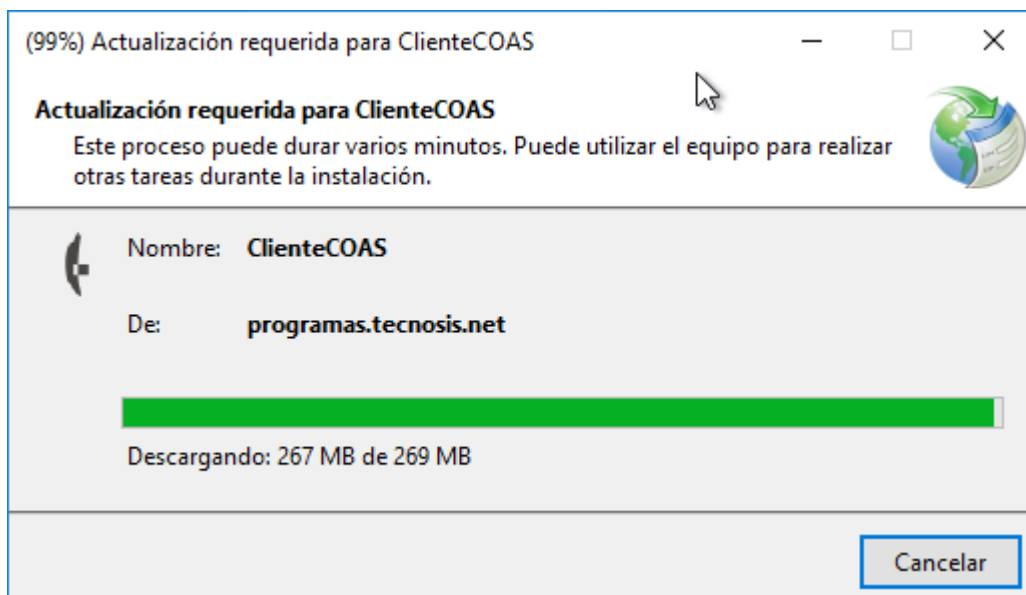 (99%) Actualización requerida para ClienteCOAS
Actualización requerida para ClienteCOAS
Este proceso puede durar varios minutos. Puede utilizar el equipo para realizar
otras tareas durante la instalación.
Nombre: ClienteCOAS
De: programas.tecnosis.net
Descargando: 267 MB de 269 MB
Cancelar